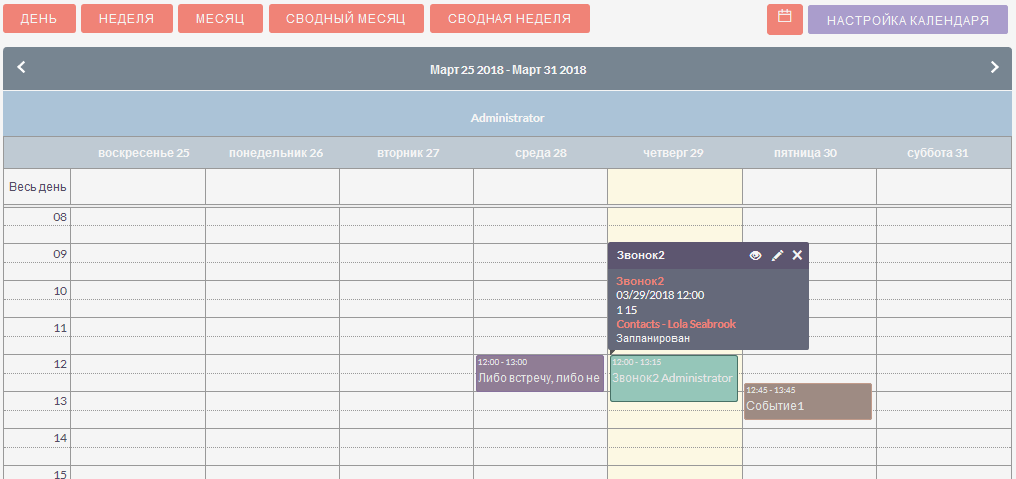 ДЕНЬ НЕДЕЛЯ МЕСЯЦ СВОДНЫЙ МЕСЯЦ СВОДНАЯ НЕДЕЛЯ НАСТРОЙКА КАЛЕНДАРЯ
Март 25 2018 - Март 31 2018
Administrator
воскресенье 25 понедельник 26 вторник 27 среда 28 четверг 29 пятница 30 суббота 31
Весь день
08
09
Звонок2
Звонок2
03/29/2018 12:00
10
1 15
Contacts - Lola Seabrook
11
Запланирован
12
12:00 - 13:00 12:00 - 13:15
Либо встречу, либо не Звонок2 Administrator
12:45 - 13:45
13
Событие1
14
15